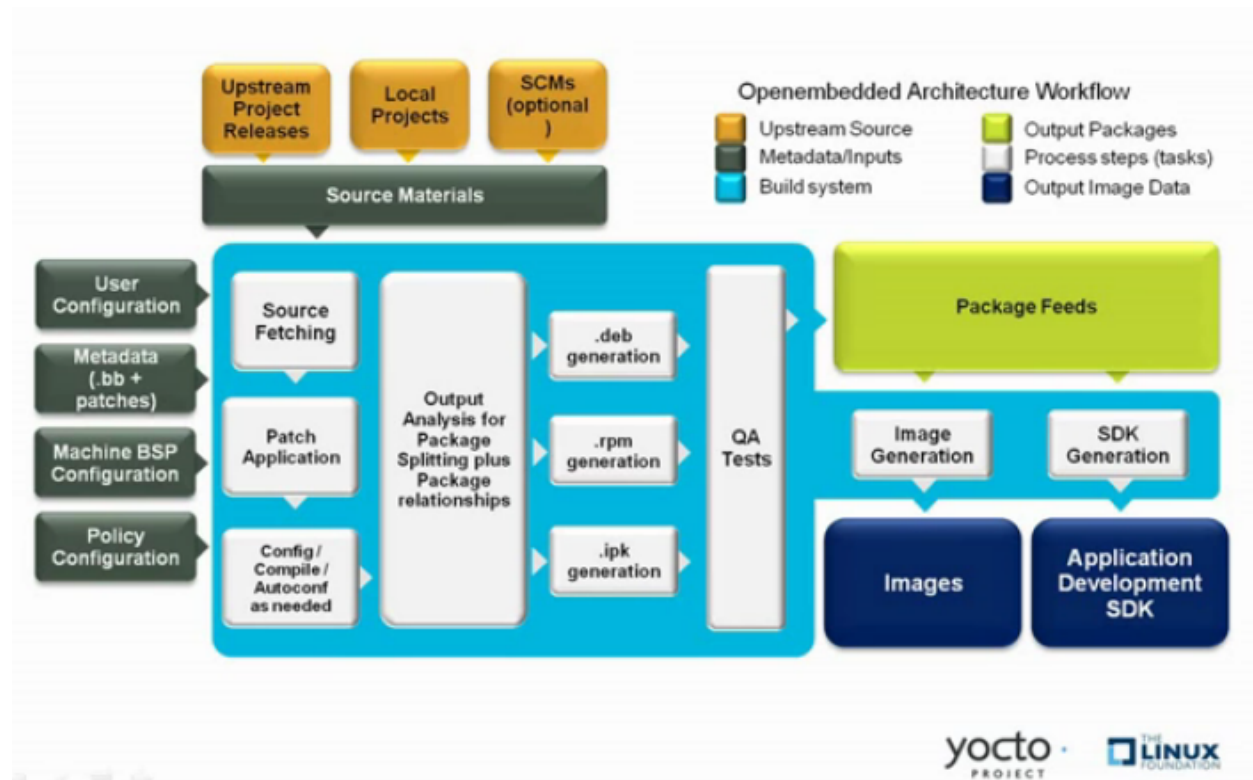 Upstream
Project
Releases
Local
Projects
SCMs
(optional
)
Source Materials
Openembedded Architecture Workflow
Upstream Source
Metadata/Inputs
Build system
Output Packages
Process steps (tasks)
Output Image Data
User
Configuration
Metadata
(.bb +
patches)
Machine BSP
Configuration
Policy
Configuration
Source
Fetching
Patch
Application
Config /
Compile /
Autoconf
as needed
Output
Analysis for
Package
Splitting plus
Package
relationships
.deb
generation
.rpm
generation
.ipk
generation
QA
Tests
Package Feeds
Image
Generation
SDK
Generation
Images
Application
Development
SDK
yocto
PROJECT
THE
LINUX
FOUNDATION